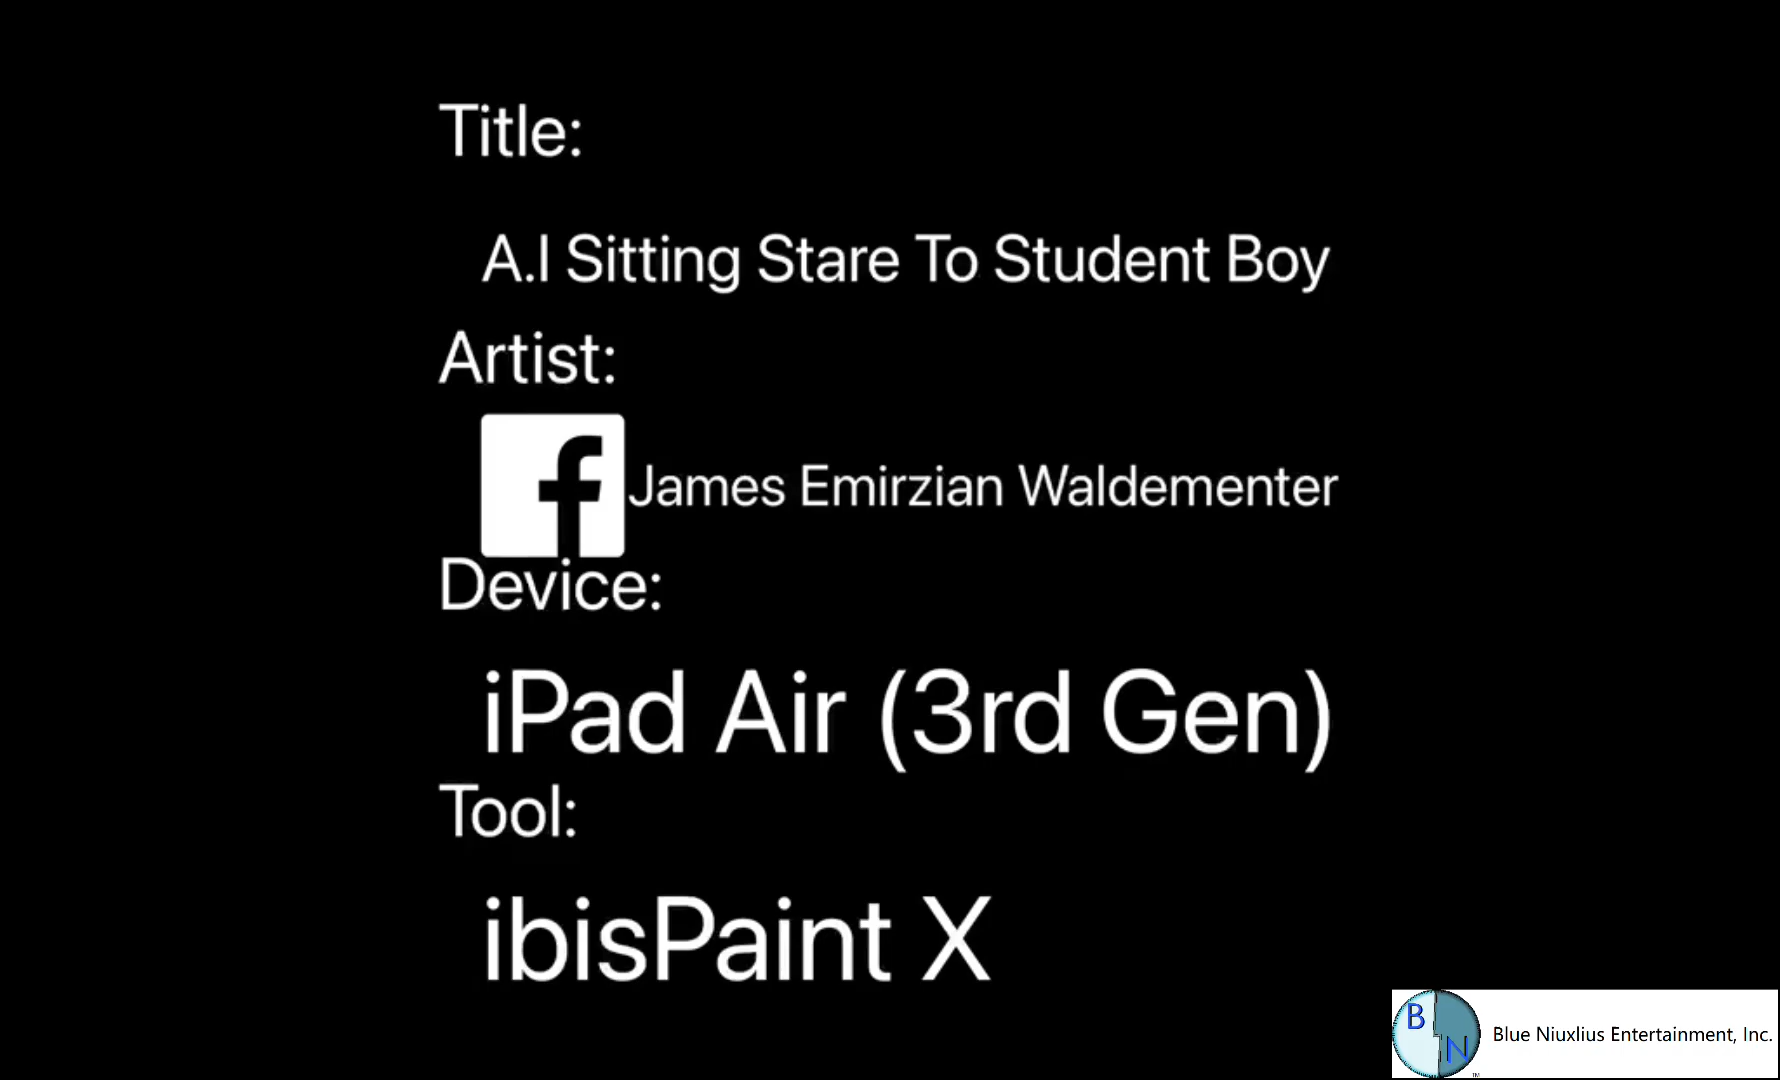 Title:
A.I Sitting Stare To Student Boy
Artist:
James Emirzian Waldementer
Device:
iPad Air (3rd Gen)
Tool:
ibisPaint X
B
N
TM
Blue Niuxlius Entertainment, Inc.